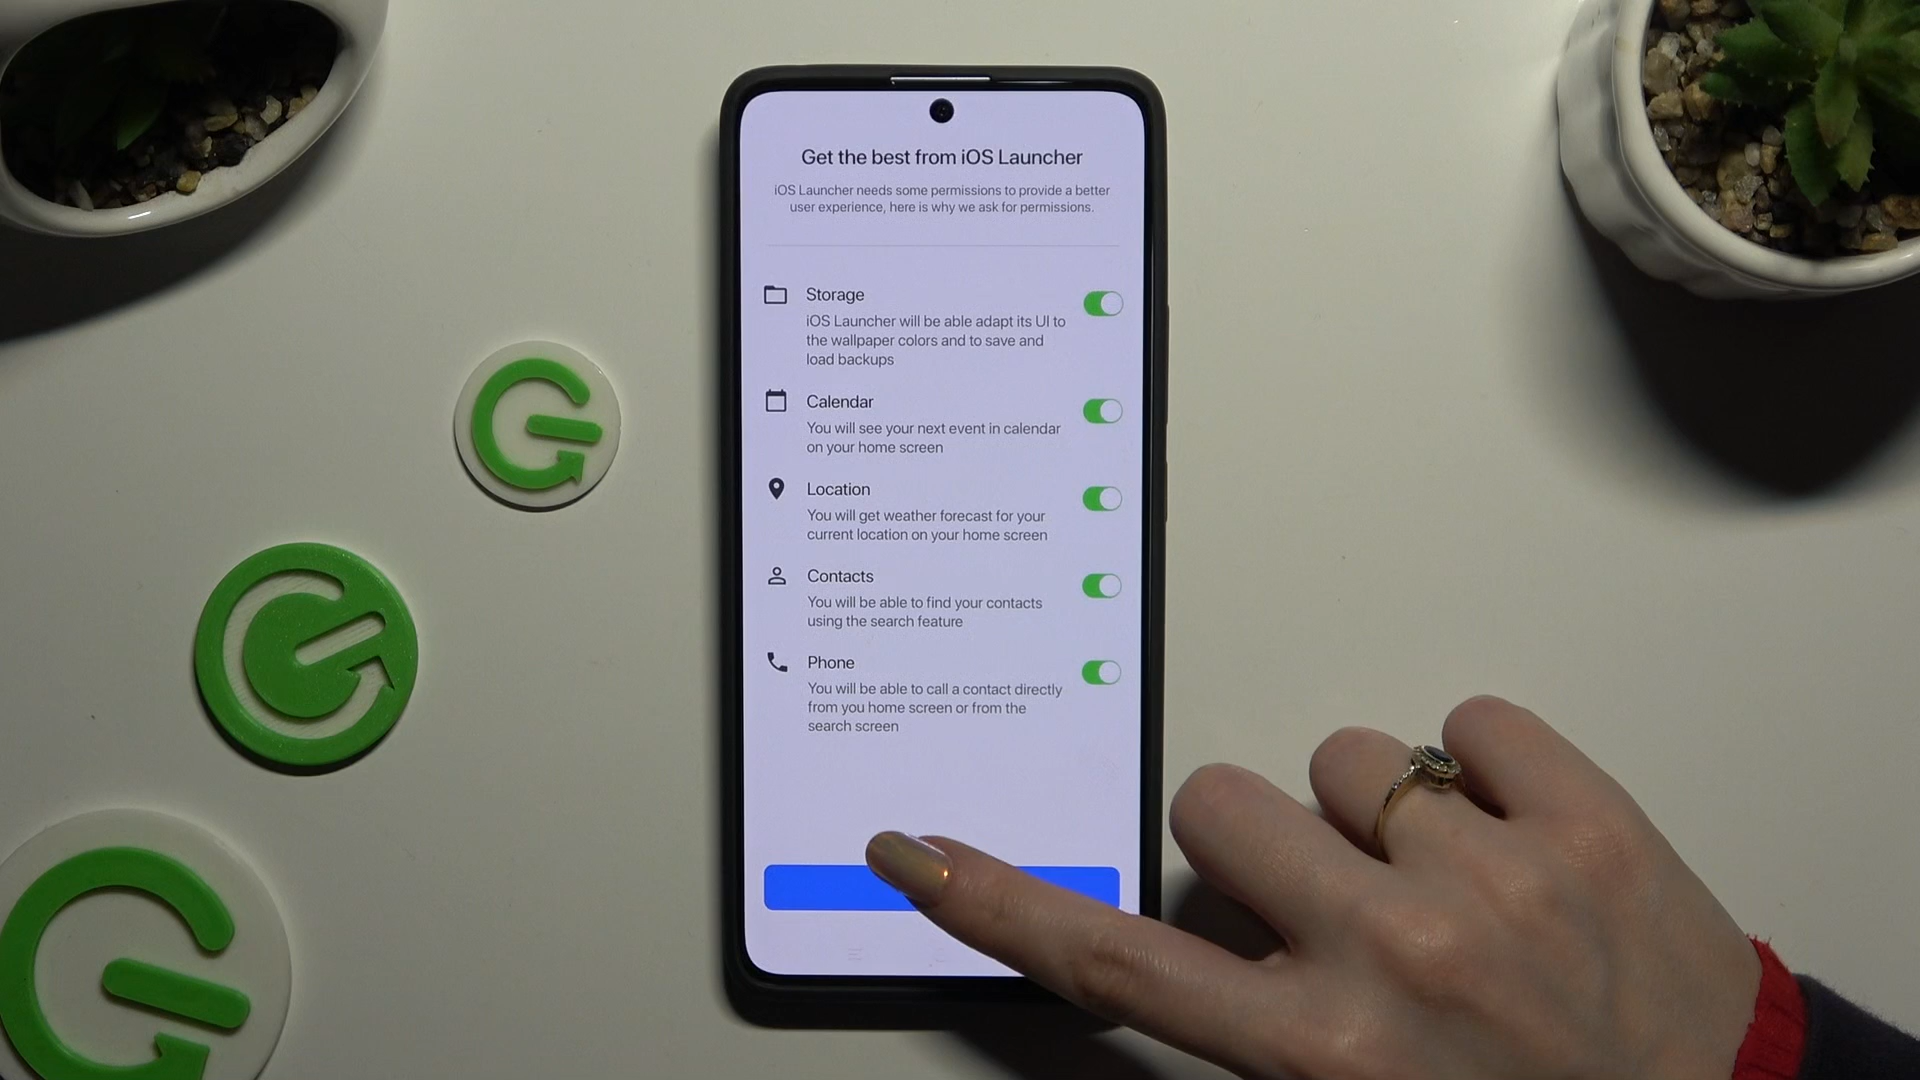 Get the best from iOS Launcher
iOS Launcher needs some permissions to provide a better
user experience, here is why we ask for permissions.
Storage
iOS Launcher will be able adapt its UI to
the wallpaper colors and to save and
load backups
Calendar
You will see your next event in calendar
on your home screen
Location
You will get weather forecast for your
current location on your home screen
Contacts
You will be able to find your contacts
using the search feature
Phone
You will be able to call a contact directly
from you home screen or from the
search screen